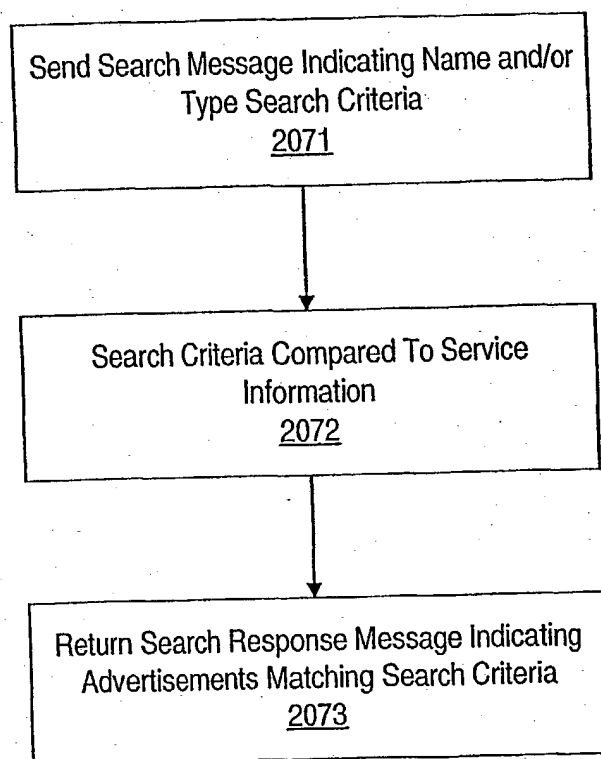 Send Search Message Indicating Name and/or
Type Search Criteria
2071
Search Criteria Compared To Service
Information
2072
Return Search Response Message Indicating
Advertisements Matching Search Criteria
2073